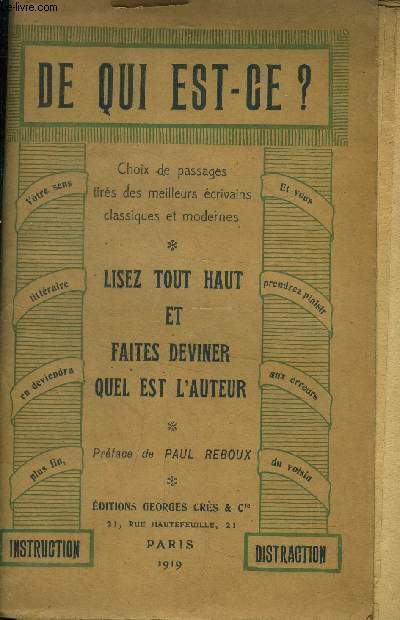 e-livre.com
DE QUI EST-CE ?
Choix de passages
tirés des meilleurs écrivains
classiques et modernes
*
LISEZ TOUT HAUT
ET
FAITES DEVINER
QUEL EST L'AUTEUR
*
Préface de PAUL REBOUX
*
ÉDITIONS GEORGES CRÈS & Cie
21, RUE HAUTEFEUILLE, 21
PARIS
1919
Votre sens
littéraire
en deviendra
plus fin,
INSTRUCTION
Et vous
prendrez plaisir
aux erreurs
du voisin
DISTRACTION